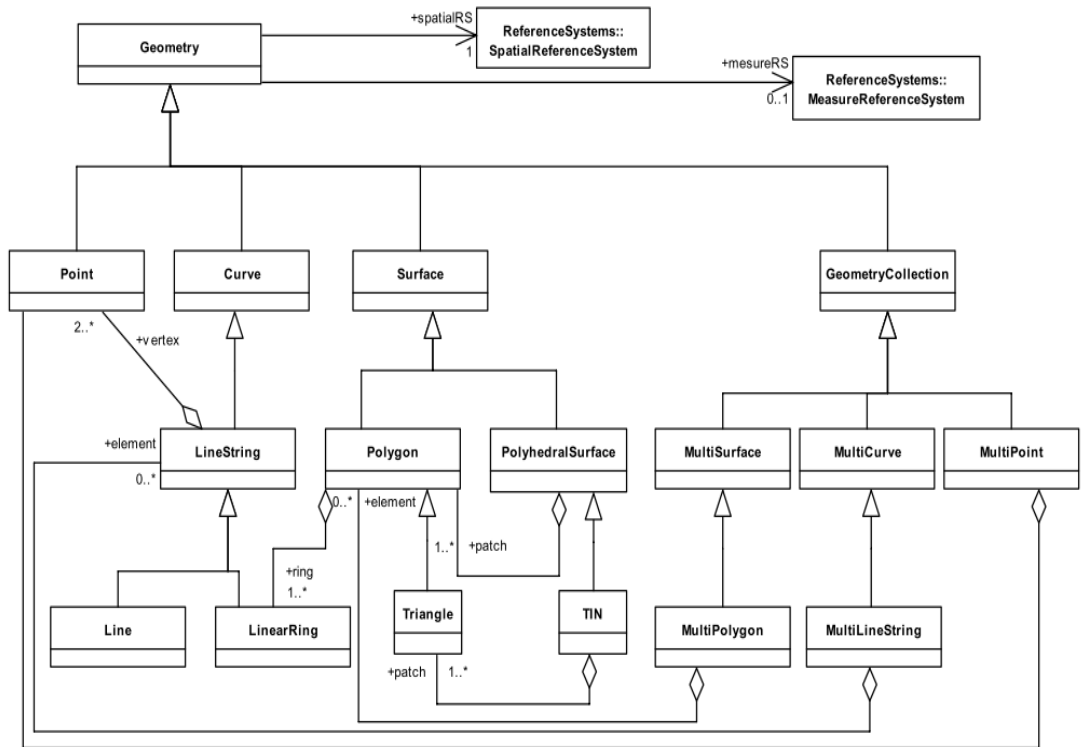 +spatialRS
1
ReferenceSystems::
SpatialReferenceSystem
Geometry
+mesureRS
0..1
ReferenceSystems::
MeasureReferenceSystem
Point
Curve
Surface
GeometryCollection
2..*
+vertex
+element
0..*
LineString
Polygon
PolyhedralSurface
MultiSurface
MultiCurve
MultiPoint
0..*
+element
1..*
+patch
+ring
1..*
Line
LinearRing
Triangle
TIN
MultiPolygon
MultiLineString
+patch
1..*